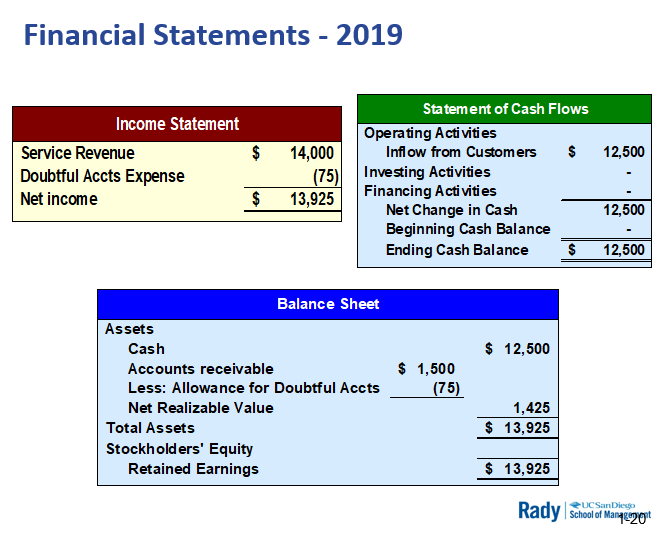 Financial Statements - 2019
Income Statement
Service Revenue $ 14,000
Doubtful Accts Expense (75)
Net income $ 13,925
Statement of Cash Flows
Operating Activities
Inflow from Customers $ 12,500
Investing Activities -
Financing Activities -
Net Change in Cash 12,500
Beginning Cash Balance -
Ending Cash Balance $ 12,500
Balance Sheet
Assets
Cash $ 12,500
Accounts receivable $ 1,500
Less: Allowance for Doubtful Accts (75)
Net Realizable Value 1,425
Total Assets $ 13,925
Stockholders' Equity
Retained Earnings $ 13,925
Rady
UC San Diego
School of Management
1-20